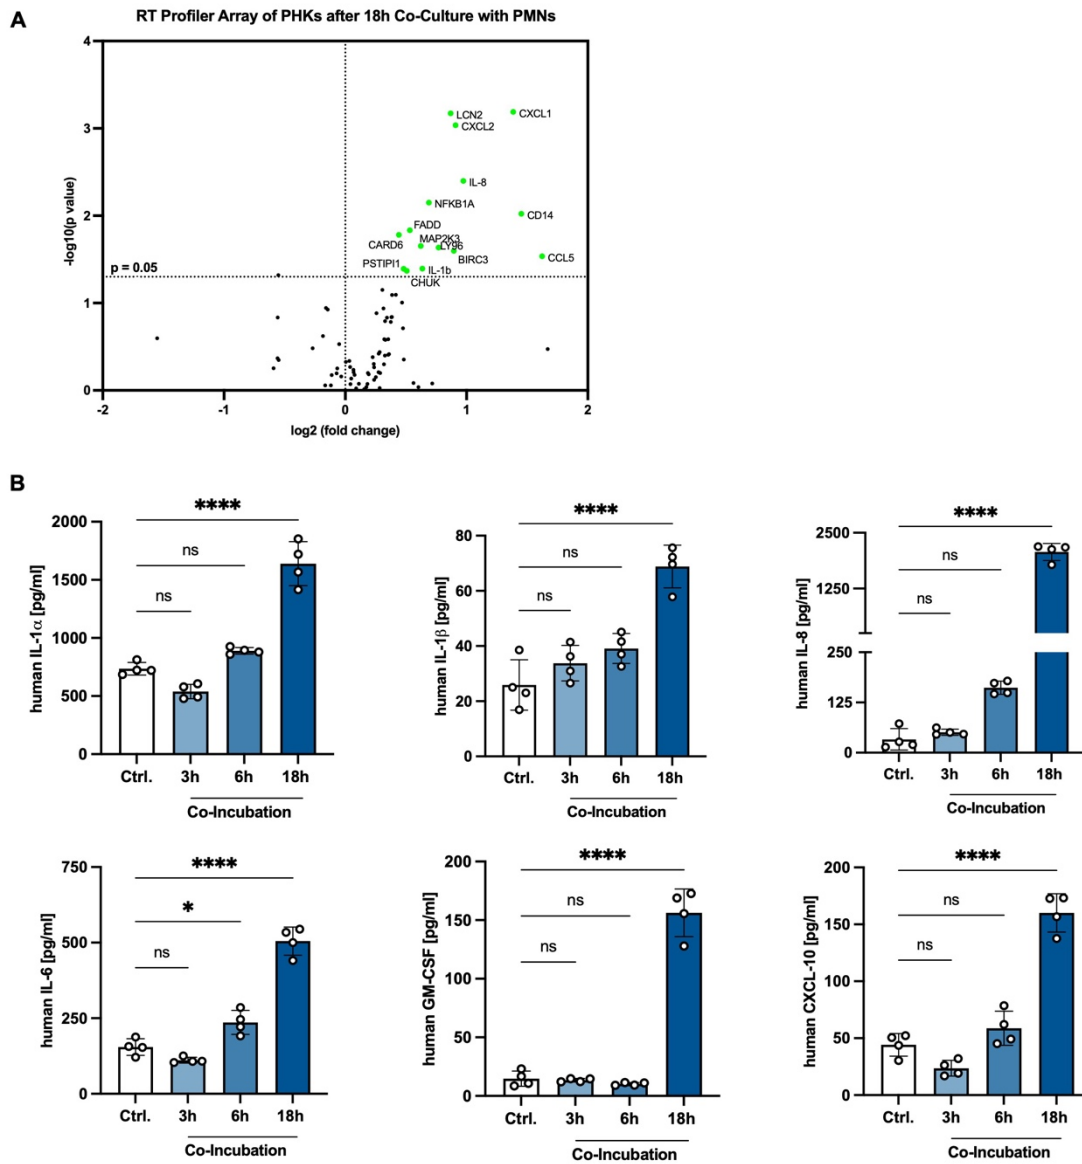 A
RT Profiler Array of PHKs after 18h Co-Culture with PMNs
-log10(p value)
4
3
2
1
0
LCN2
CXCL1
CXCL2
IL-8
NFKB1A
CD14
FADD
CARD6
MAP2K3
LY96
BIRC3
CCL5
PSTIPI1
IL-1b
CHUK
p = 0.05
-2
-1
0
1
2
log2 (fold change)
B
human IL-1α [pg/ml]
2000
1500
1000
500
0
****
ns
ns
Ctrl.
3h
6h
18h
Co-Incubation
human IL-1β [pg/ml]
80
60
40
20
0
****
ns
ns
Ctrl.
3h
6h
18h
Co-Incubation
human IL-8 [pg/ml]
2500
1250
250
125
0
****
ns
ns
Ctrl.
3h
6h
18h
Co-Incubation
human IL-6 [pg/ml]
750
500
250
0
****
*
ns
Ctrl.
3h
6h
18h
Co-Incubation
human GM-CSF [pg/ml]
200
150
100
50
0
****
ns
ns
Ctrl.
3h
6h
18h
Co-Incubation
human CXCL-10 [pg/ml]
200
150
100
50
0
****
ns
ns
Ctrl.
3h
6h
18h
Co-Incubation